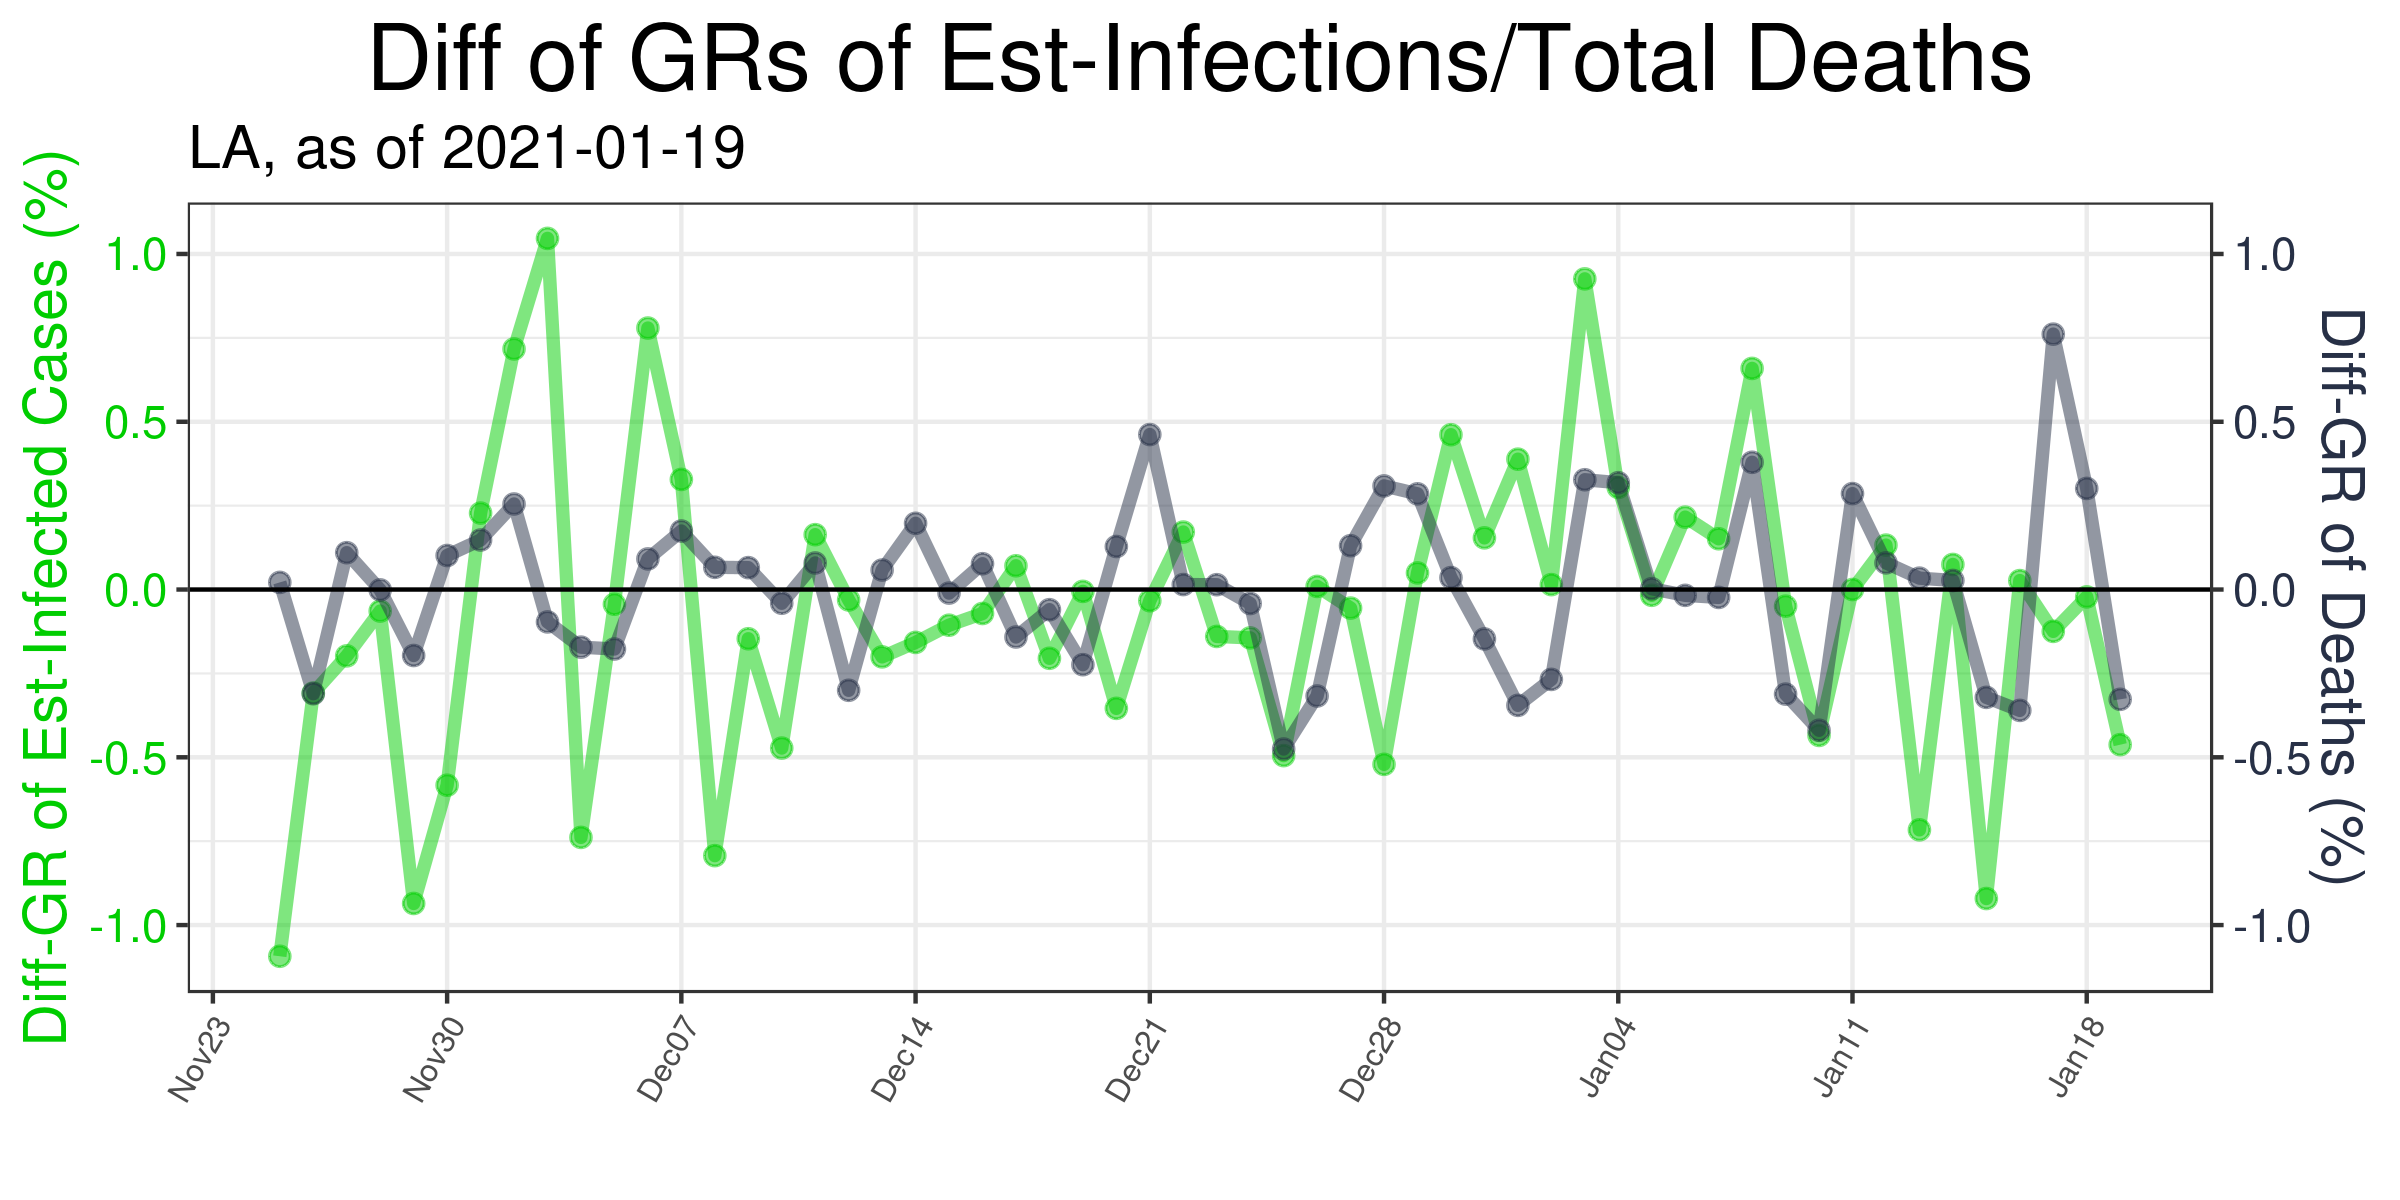 Diff of GRs of Est-Infections/Total Deaths
LA, as of 2021-01-19
Diff-GR of Est-Infected Cases (%)
1.0
0.5
0.0
-0.5
-1.0
1.0
0.5
0.0
-0.5
-1.0
Diff-GR of Deaths (%)
Nov23
Nov30
Dec07
Dec14
Dec21
Dec28
Jan04
Jan11
Jan18